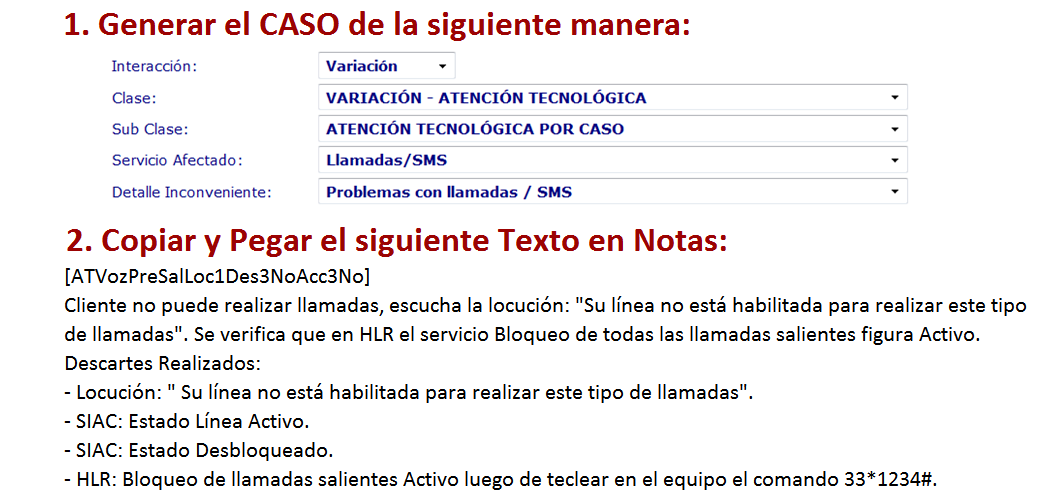 1. Generar el CASO de la siguiente manera:
Interacción: Variación
Clase: VARIACIÓN - ATENCIÓN TECNOLÓGICA
Sub Clase: ATENCIÓN TECNOLÓGICA POR CASO
Servicio Afectado: Llamadas/SMS
Detalle Inconveniente: Problemas con llamadas / SMS
2. Copiar y Pegar el siguiente Texto en Notas:
[ATVozPreSalLoc1Des3NoAcc3No]
Cliente no puede realizar llamadas, escucha la locución: "Su línea no está habilitada para realizar este tipo
de llamadas". Se verifica que en HLR el servicio Bloqueo de todas las llamadas salientes figura Activo.
Descartes Realizados:
- Locución: " Su línea no está habilitada para realizar este tipo de llamadas".
- SIAC: Estado Línea Activo.
- SIAC: Estado Desbloqueado.
- HLR: Bloqueo de llamadas salientes Activo luego de teclear en el equipo el comando 33*1234#.